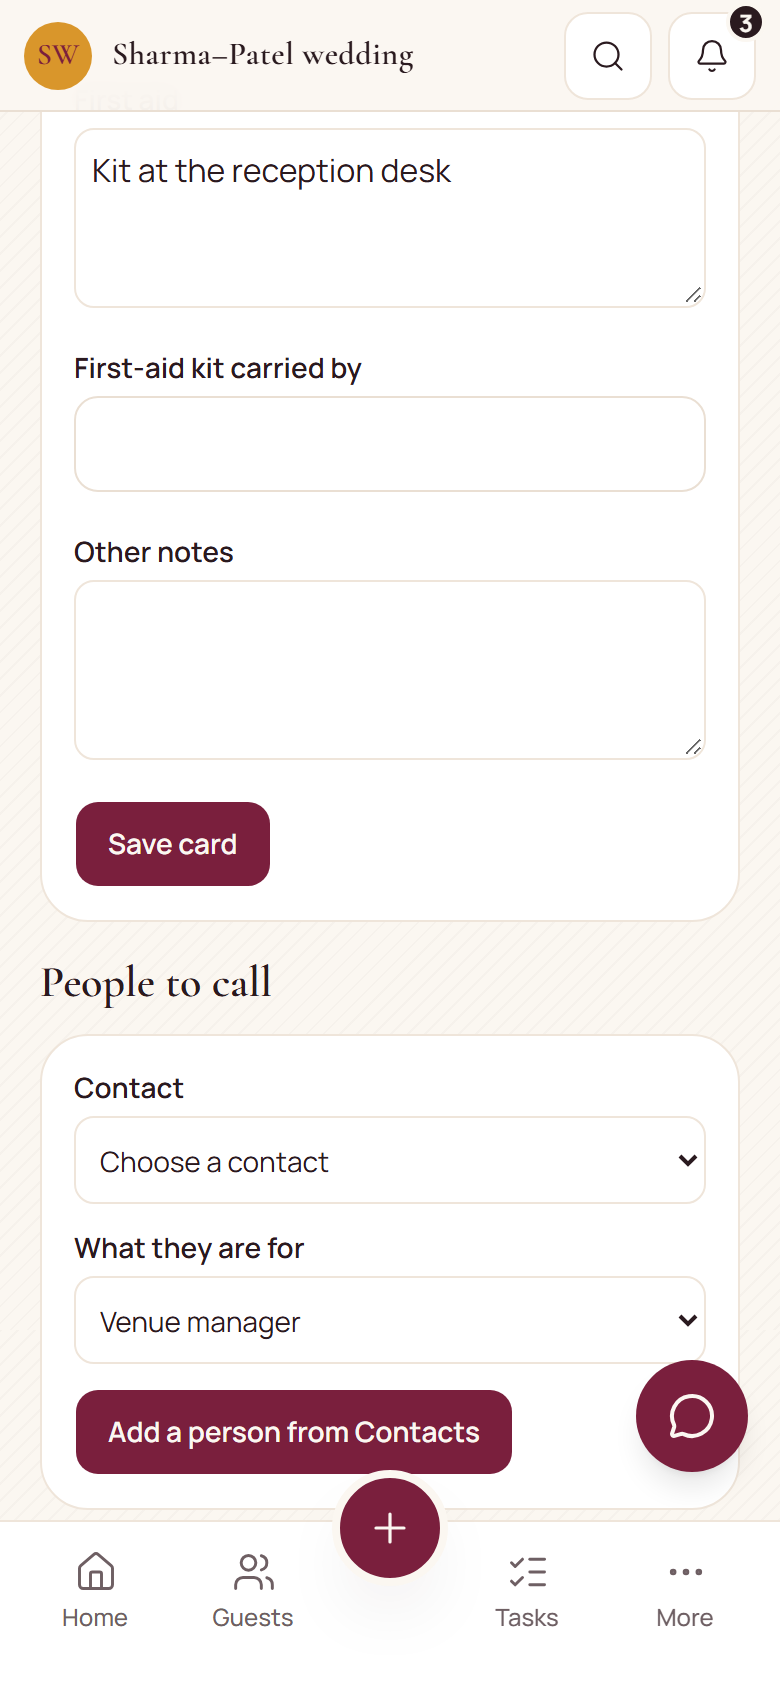 SW
Sharma–Patel wedding
3
First aid
Kit at the reception desk
First-aid kit carried by
Other notes
Save card
People to call
Contact
Choose a contact
What they are for
Venue manager
Add a person from Contacts
Home
Guests
Tasks
More